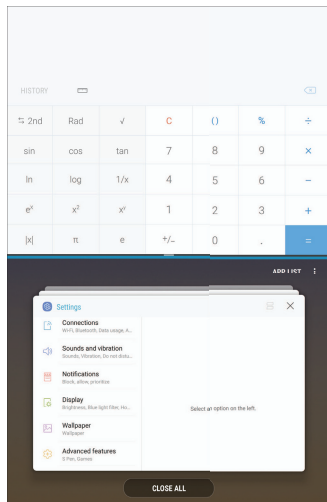 HISTORY
⇆ 2nd Rad √ C () % ÷
sin cos tan 7 8 9 ×
ln log 1/x 4 5 6 −
eˣ x² xʸ 1 2 3 +
|x| π e +/− 0 . =
APP LIST
Settings
Connections
Wi-Fi, Bluetooth, Data usage, A...
Sounds and vibration
Sounds, Vibration, Do not distu...
Notifications
Block, allow, prioritize
Display
Brightness, Blue light filter, Ho...
Select an option on the left.
Wallpaper
Wallpaper
Advanced features
S Pen, Games
CLOSE ALL